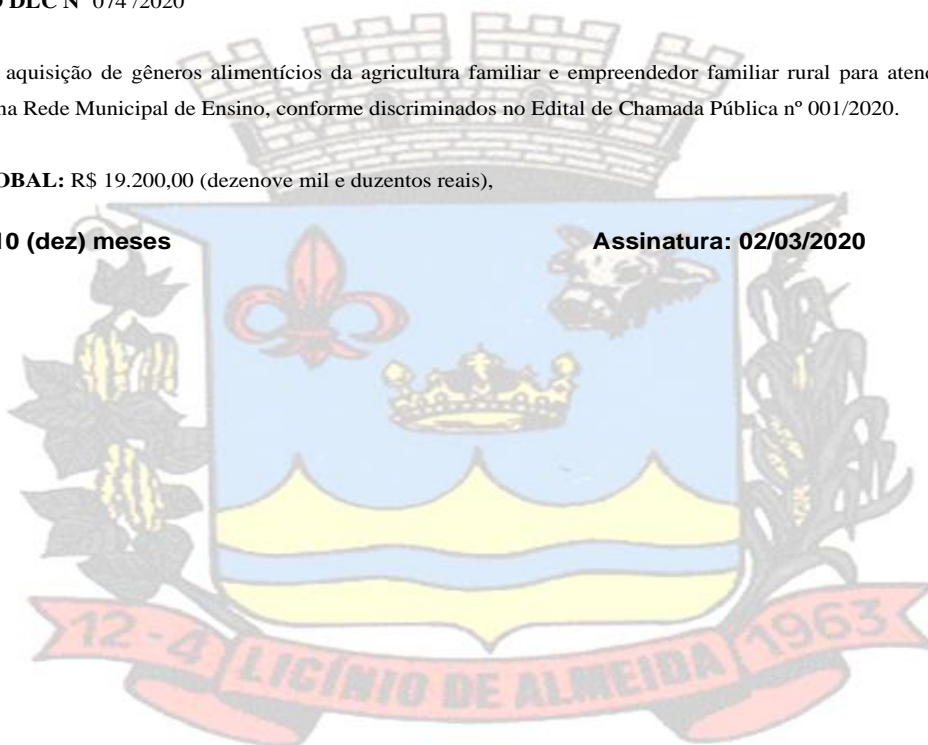 DLC Nº 074 /2020
aquisição de gêneros alimentícios da agricultura familiar e empreendedor familiar rural para
na Rede Municipal de Ensino, conforme discriminados no Edital de Chamada Pública nº 001/2020.
OBAL: R$ 19.200,00 (dezenove mil e duzentos reais),
10 (dez) meses Assinatura: 02/03/2020
12-4 LICÍNIO DE ALMEIDA 1963